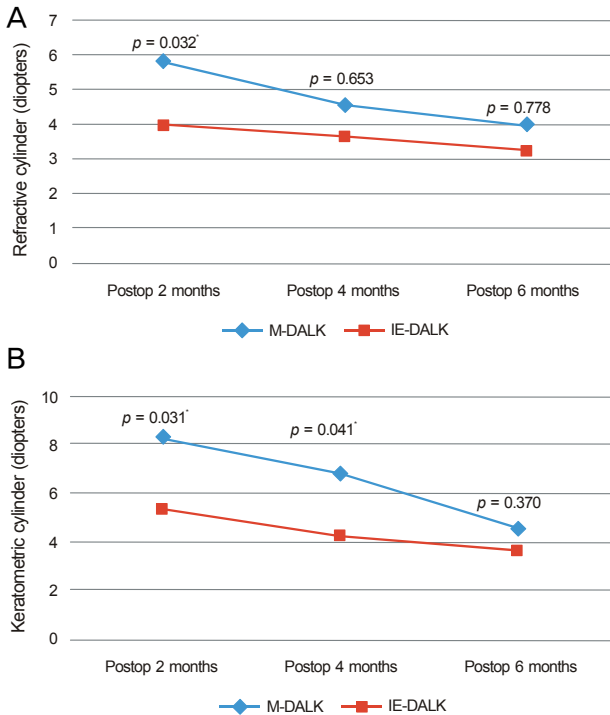 A
Refractive cylinder (diopters)
7
6
5
4
3
2
1
0
p = 0.032*
p = 0.653
p = 0.778
Postop 2 months Postop 4 months Postop 6 months
M-DALK IE-DALK
B
Keratometric cylinder (diopters)
10
8
6
4
2
0
p = 0.031*
p = 0.041*
p = 0.370
Postop 2 months Postop 4 months Postop 6 months
M-DALK IE-DALK